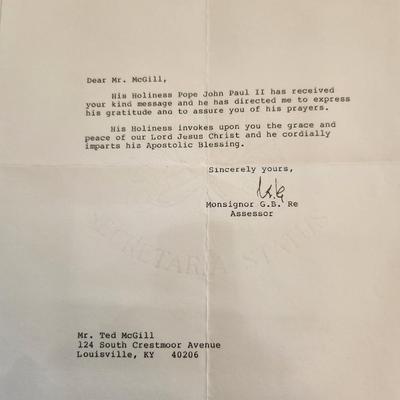 Dear Mr. McGill,
His Holiness Pope John Paul II has received
your kind message and he has directed me to express
his gratitude and to assure you of his prayers.
His Holiness invokes upon you the grace and
peace of our Lord Jesus Christ and he cordially
imparts his Apostolic Blessing.
Sincerely yours,
Monsignor G.B. Re
Assessor
SECRETARIA STATUS
Mr. Ted McGill
124 South Crestmoor Avenue
Louisville, KY 40206